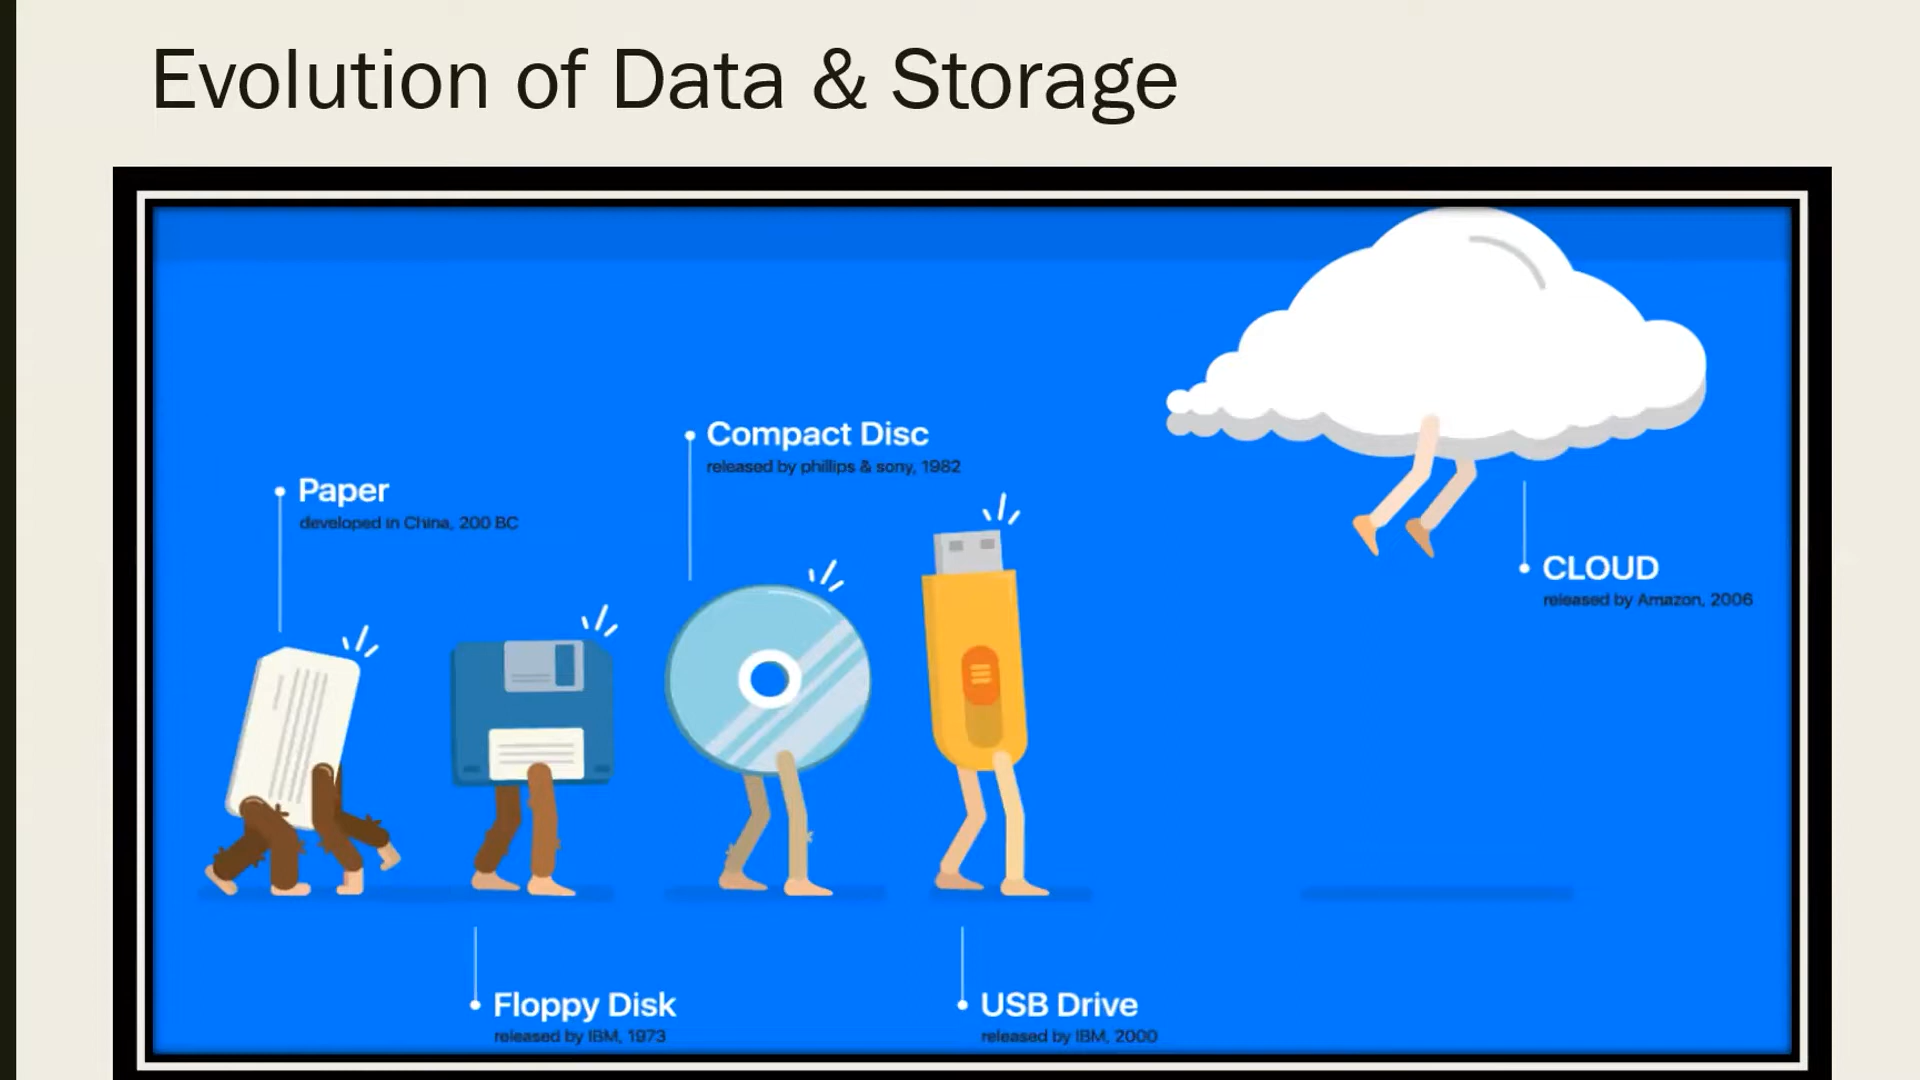 Evolution of Data & Storage
Paper
developed in China, 200 BC
Floppy Disk
released by IBM, 1973
Compact Disc
released by phillips & sony, 1982
USB Drive
released by IBM, 2000
CLOUD
released by Amazon, 2006